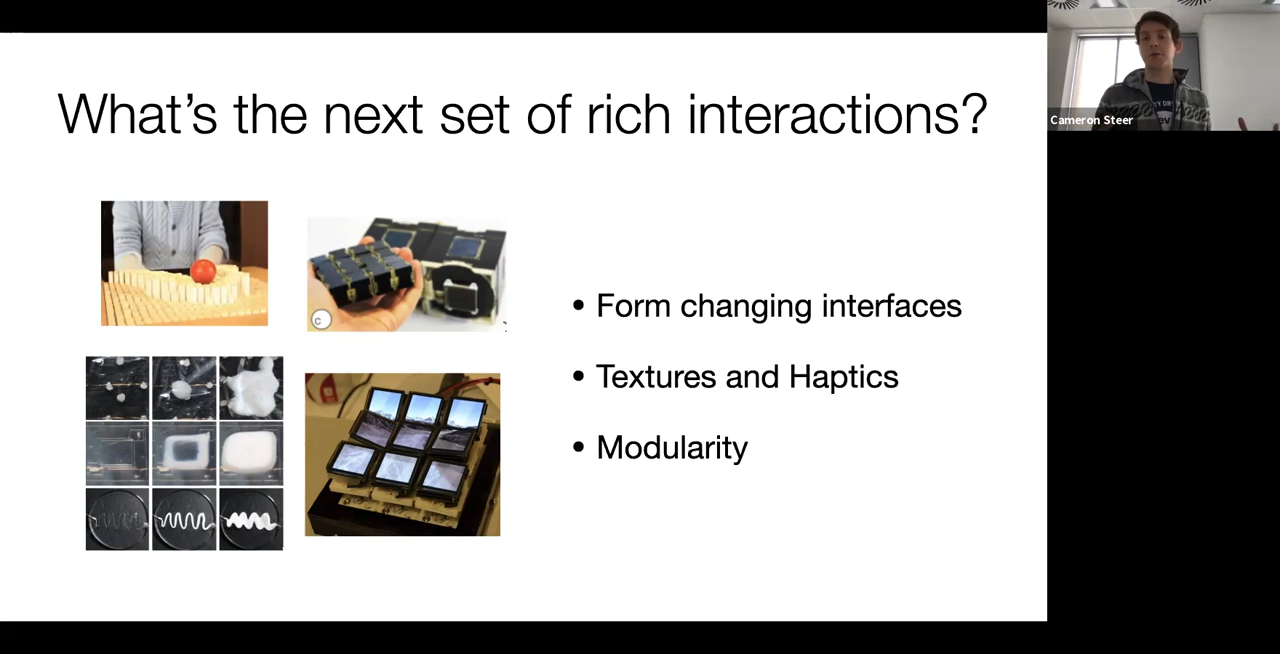 What's the next set of rich interactions?
Cameron Steer
c
• Form changing interfaces
• Textures and Haptics
• Modularity